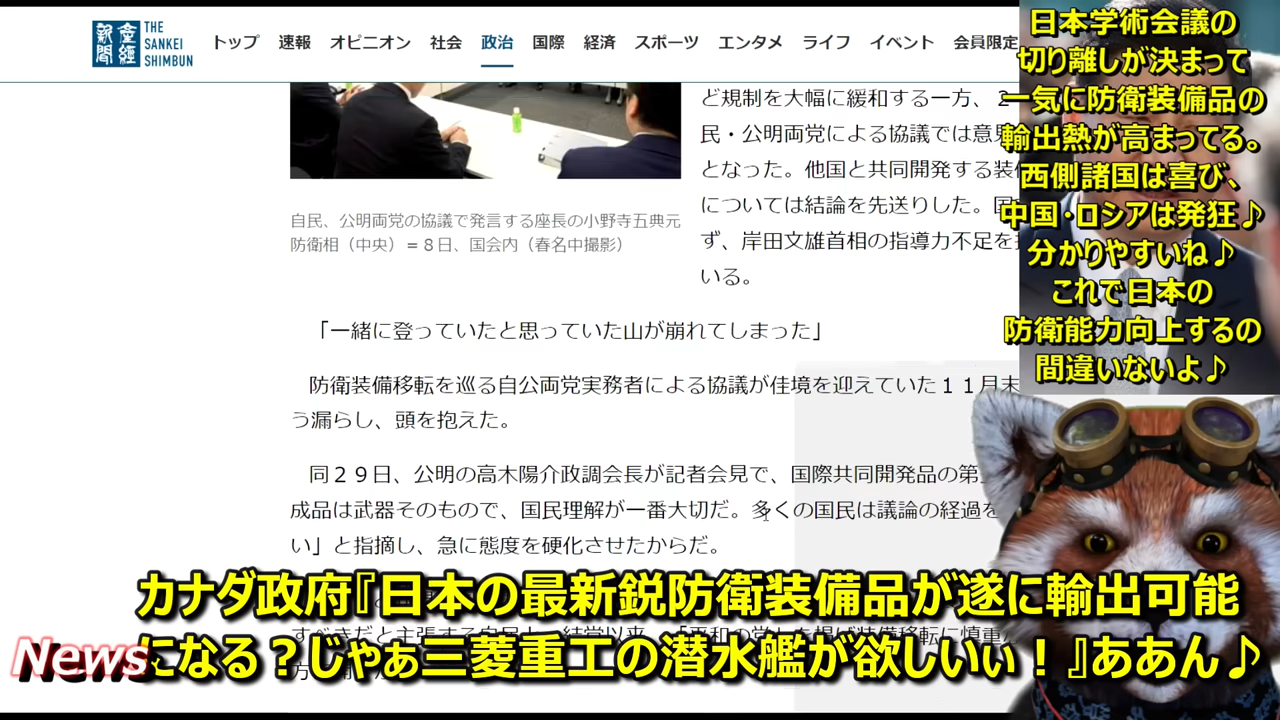 産經新聞
THE SANKEI SHIMBUN
トップ 速報 オピニオン 社会 政治 国際 経済 スポーツ エンタメ ライフ イベント 会員限定
ど規制を大幅に緩和する一方、
民・公明両党による協議では意
となった。他国と共同開発する装
については結論を先送りした。
ず、岸田文雄首相の指導力不足を
いる。
自民、公明両党の協議で発言する座長の小野寺五典元
防衛相（中央）＝８日、国会内（春名中撮影）
「一緒に登っていたと思っていた山が崩れてしまった」
防衛装備移転を巡る自公両党実務者による協議が佳境を迎えていた１１月末
う漏らし、頭を抱えた。
同２９日、公明の高木陽介政調会長が記者会見で、国際共同開発品の第
成品は武器そのもので、国民理解が一番大切だ。多くの国民は議論の経過を
い」と指摘し、急に態度を硬化させたからだ。
日本学術会議の
切り離しが決まって
一気に防衛装備品の
輸出熱が高まってる。
西側諸国は喜び、
中国・ロシアは発狂♪
分かりやすいね♪
これで日本の
防衛能力向上するの
間違いないよ♪
カナダ政府『日本の最新鋭防衛装備品が遂に輸出可能
になる？じゃぁ三菱重工の潜水艦が欲しいぃ！』ああん♪
News